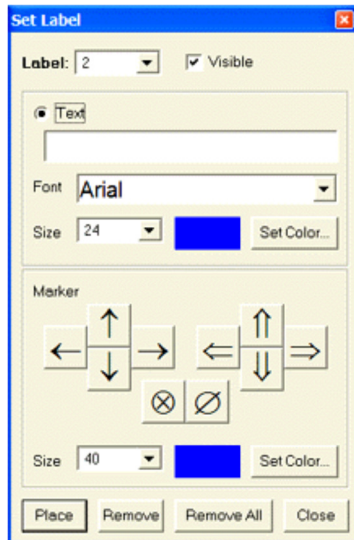 Set Label
Label: 2 Visible
Text
Font Arial
Size 24 Set Color...
Marker
↑ ⇑
← → ⇐ ⇒
↓ ⇓
⊗ ∅
Size 40 Set Color...
Place Remove Remove All Close